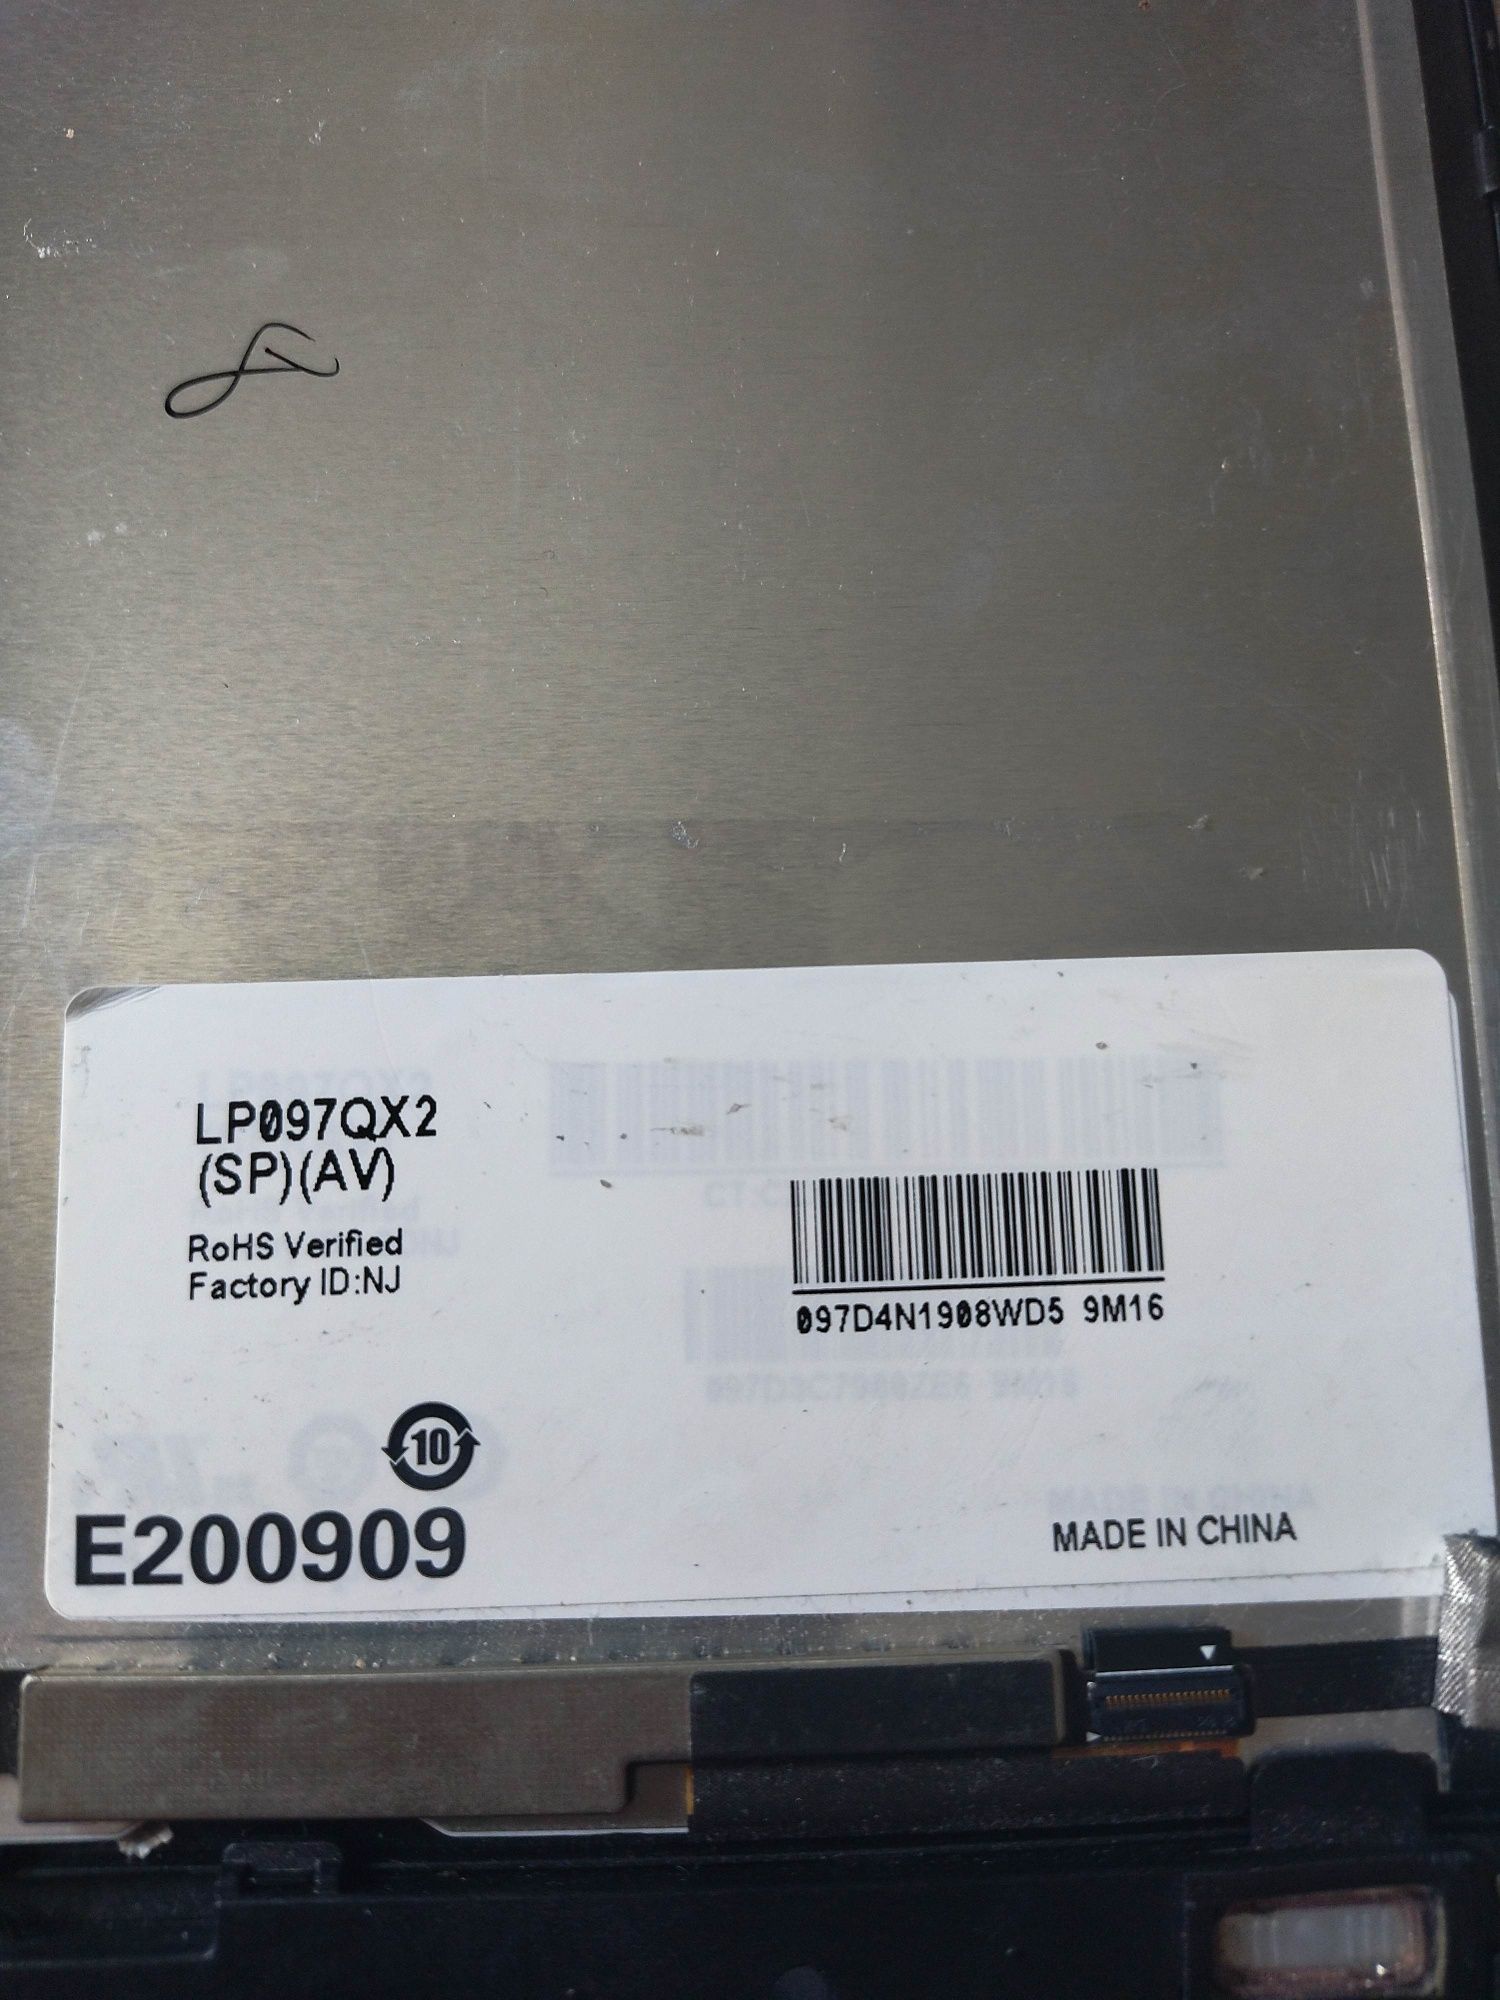 LP097QX2
(SP)(AV)
RoHS Verified
Factory ID:NJ
097D4N1908WD5 9M16
10
E200909
MADE IN CHINA